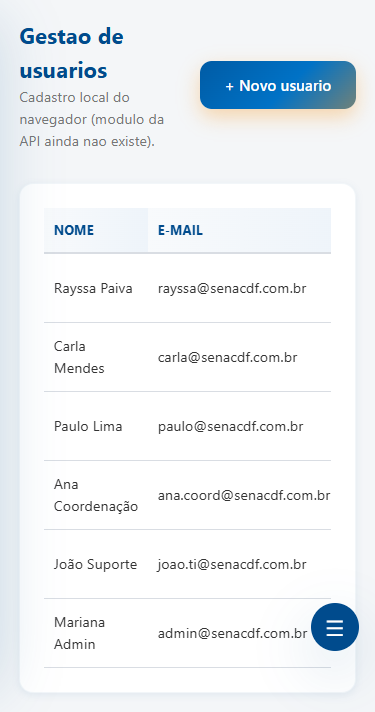 Gestao de
usuarios
Cadastro local do
navegador (modulo da
API ainda nao existe).
+ Novo usuario
NOME E-MAIL
Rayssa Paiva rayssa@senacdf.com.br
Carla
Mendes carla@senacdf.com.br
Paulo Lima paulo@senacdf.com.br
Ana
Coordenação ana.coord@senacdf.com.br
João Suporte joao.ti@senacdf.com.br
Mariana
Admin admin@senacdf.com.br